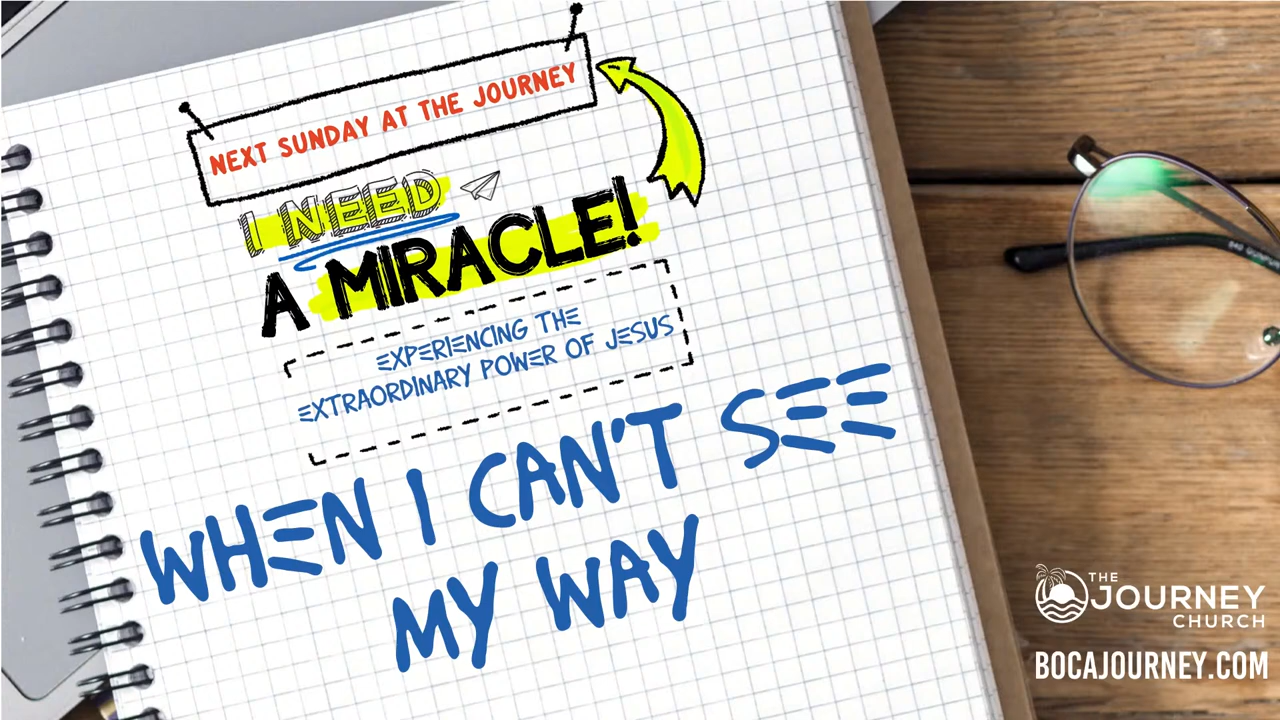 NEXT SUNDAY AT THE JOURNEY
I NEED
A MIRACLE!
EXPERIENCING THE
EXTRAORDINARY POWER OF JESUS
WHEN I CAN'T SEE
MY WAY
THE
JOURNEY
CHURCH
BOCAJOURNEY.COM